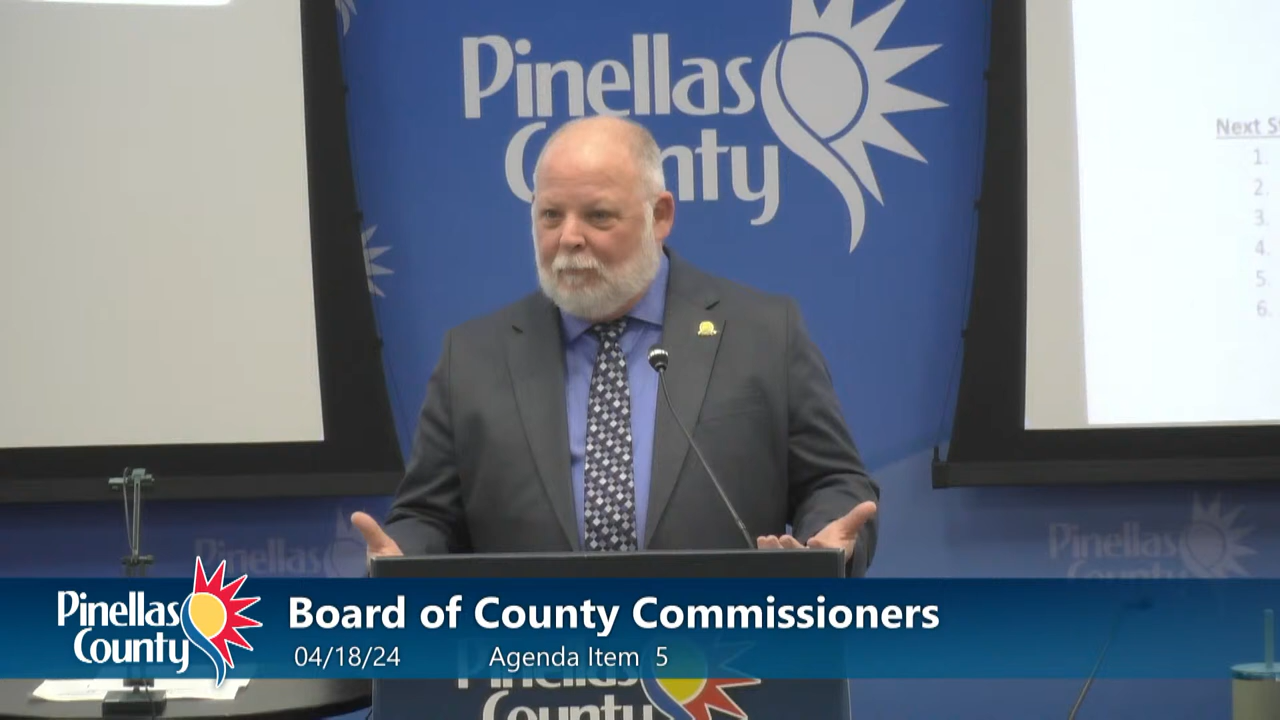 Pinellas
County
Next S
1.
2.
3.
4.
5.
6.
Pinellas
Pinellas
County
Pinellas
County
Board of County Commissioners
04/18/24 Agenda Item 5
Pinellas
County